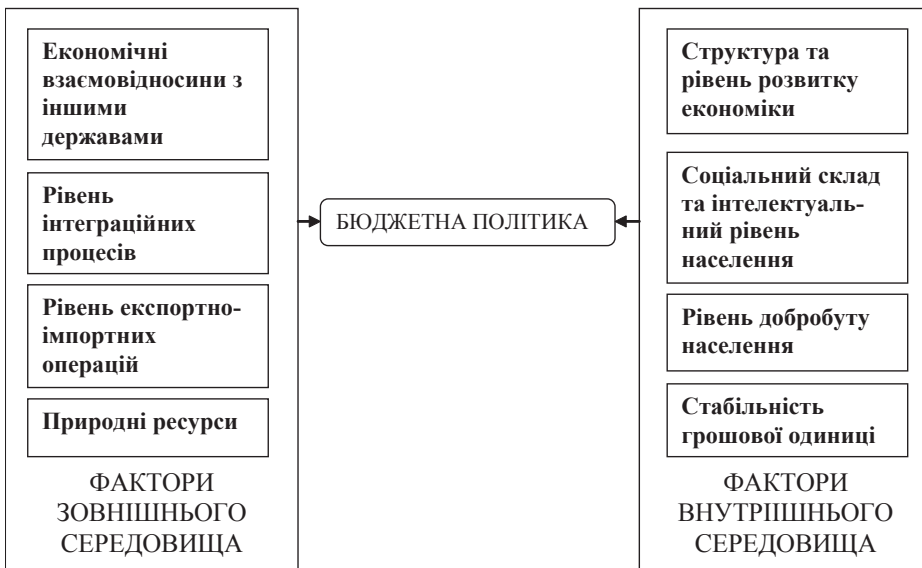 Економічні
взаємовідносини з
іншими
державами
Рівень
інтеграційних
процесів
Рівень експортно-
імпортних
операцій
Природні ресурси
ФАКТОРИ
ЗОВНІШНЬОГО
СЕРЕДОВИЩА
БЮДЖЕТНА ПОЛІТИКА
Структура та
рівень розвитку
економіки
Соціальний склад
та інтелектуаль-
ний рівень
населення
Рівень добробуту
населення
Стабільність
грошової одиниці
ФАКТОРИ
ВНУТРІІШНЬОГО
СЕРЕДОВИЩА